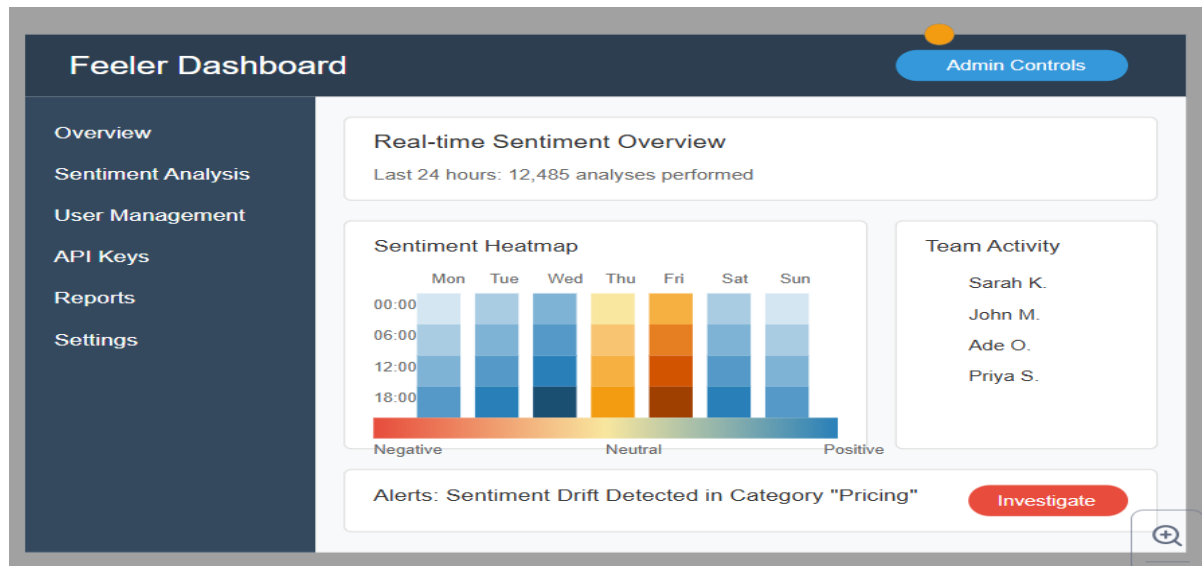 Feeler Dashboard
Admin Controls
Overview
Sentiment Analysis
User Management
API Keys
Reports
Settings
Real-time Sentiment Overview
Last 24 hours: 12,485 analyses performed
Sentiment Heatmap
Mon Tue Wed Thu Fri Sat Sun
00:00
06:00
12:00
18:00
Negative Neutral Positive
Team Activity
Sarah K.
John M.
Ade O.
Priya S.
Alerts: Sentiment Drift Detected in Category "Pricing"
Investigate